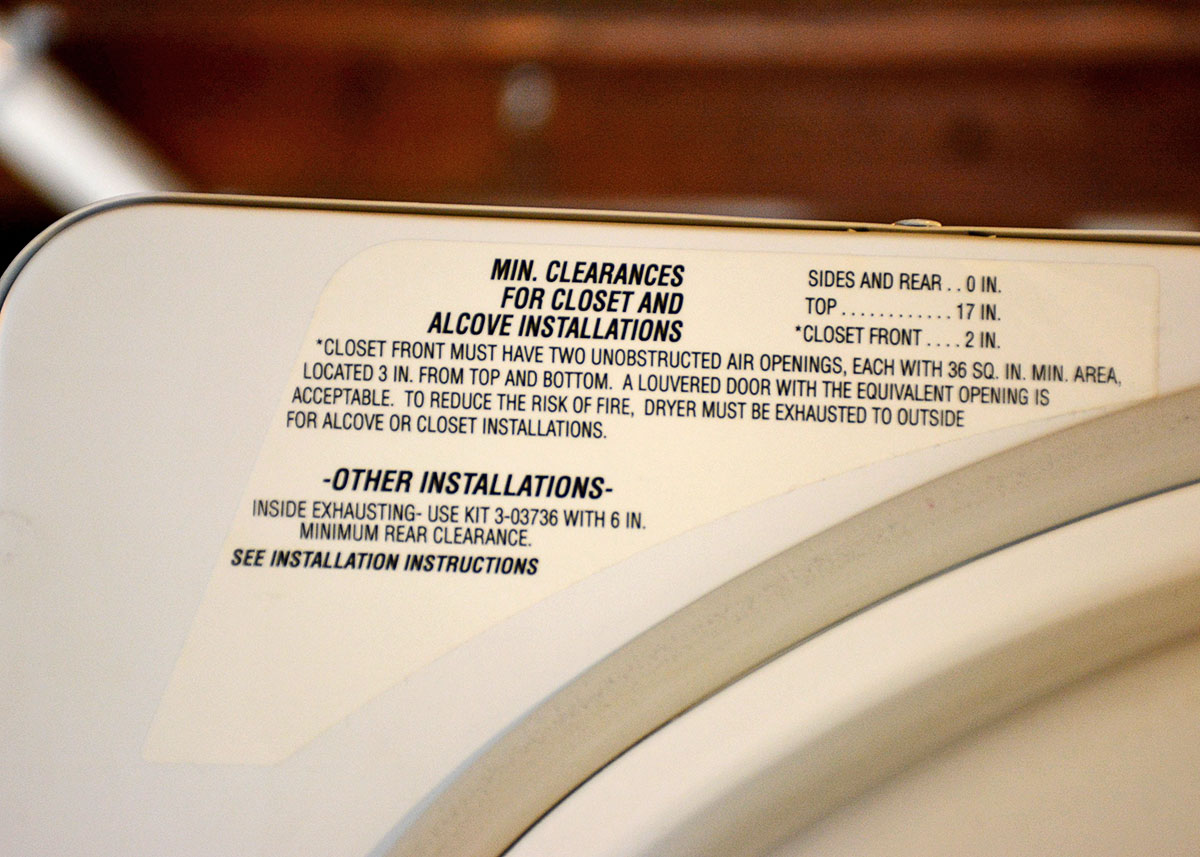 MIN. CLEARANCES
FOR CLOSET AND
ALCOVE INSTALLATIONS
SIDES AND REAR . . 0 IN.
TOP . . . . . . . . . . . . 17 IN.
*CLOSET FRONT . . . . 2 IN.
*CLOSET FRONT MUST HAVE TWO UNOBSTRUCTED AIR OPENINGS, EACH WITH 36 SQ. IN. MIN. AREA,
LOCATED 3 IN. FROM TOP AND BOTTOM. A LOUVERED DOOR WITH THE EQUIVALENT OPENING IS
ACCEPTABLE. TO REDUCE THE RISK OF FIRE, DRYER MUST BE EXHAUSTED TO OUTSIDE
FOR ALCOVE OR CLOSET INSTALLATIONS.
-OTHER INSTALLATIONS-
INSIDE EXHAUSTING- USE KIT 3-03736 WITH 6 IN.
MINIMUM REAR CLEARANCE.
SEE INSTALLATION INSTRUCTIONS